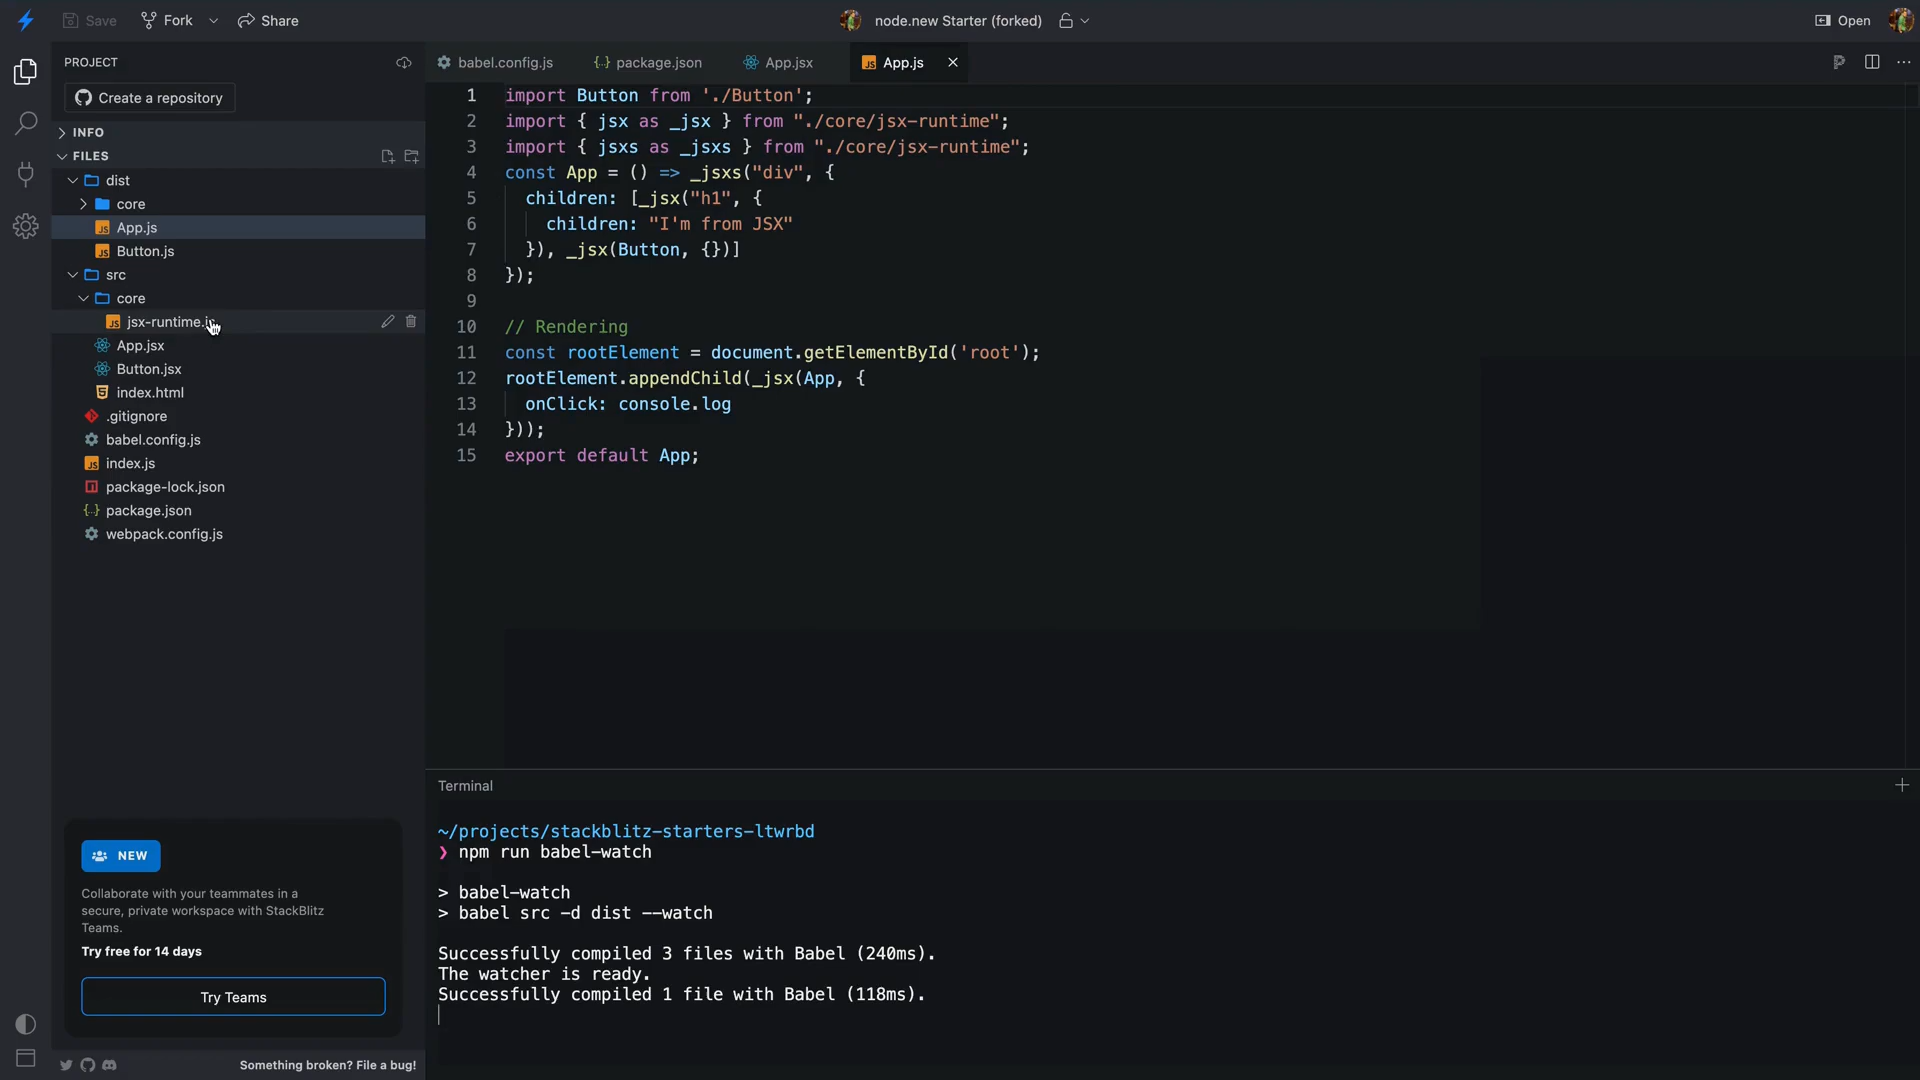 Save
Fork
Share
node.new Starter (forked)
Open
PROJECT
Create a repository
INFO
FILES
dist
core
App.js
Button.js
src
core
jsx-runtime.js
App.jsx
Button.jsx
index.html
.gitignore
babel.config.js
index.js
package-lock.json
package.json
webpack.config.js
NEW
Collaborate with your teammates in a
secure, private workspace with StackBlitz
Teams.
Try free for 14 days
Try Teams
Something broken? File a bug!
babel.config.js
package.json
App.jsx
App.js
1 import Button from './Button';
2 import { jsx as _jsx } from "./core/jsx-runtime";
3 import { jsxs as _jsxs } from "./core/jsx-runtime";
4 const App = () => _jsxs("div", {
5 children: [_jsx("h1", {
6 children: "I'm from JSX"
7 }), _jsx(Button, {})]
8 });
9
10 // Rendering
11 const rootElement = document.getElementById('root');
12 rootElement.appendChild(_jsx(App, {
13 onClick: console.log
14 }));
15 export default App;
Terminal
~/projects/stackblitz-starters-ltwrbd
❯ npm run babel-watch
> babel-watch
> babel src -d dist --watch
Successfully compiled 3 files with Babel (240ms).
The watcher is ready.
Successfully compiled 1 file with Babel (118ms).